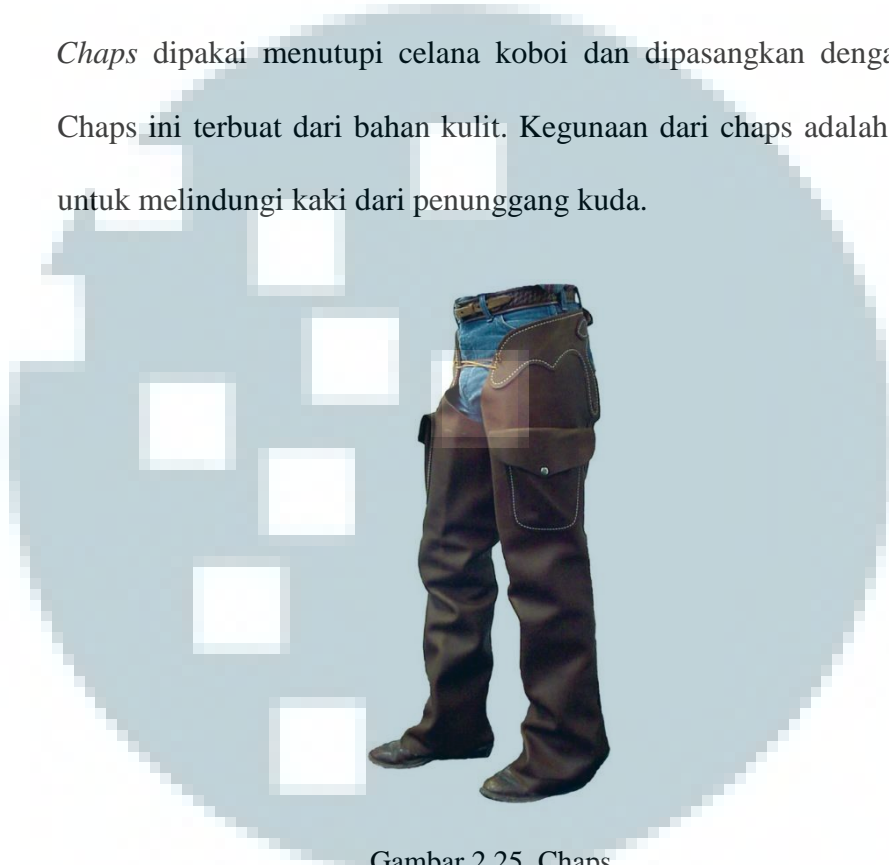 Chaps dipakai menutupi celana koboi dan dipasangkan denga
Chaps ini terbuat dari bahan kulit. Kegunaan dari chaps adalah
untuk melindungi kaki dari penunggang kuda.
Gambar 2.25 Chaps